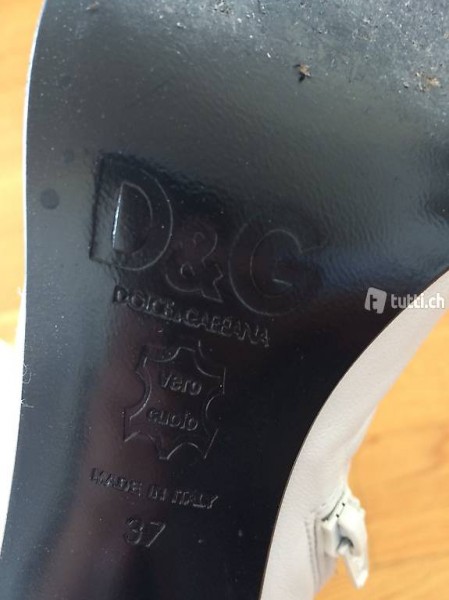 D&G
DOLCE & GABBANA
tutti.ch
vero
cuoio
MADE IN ITALY
37